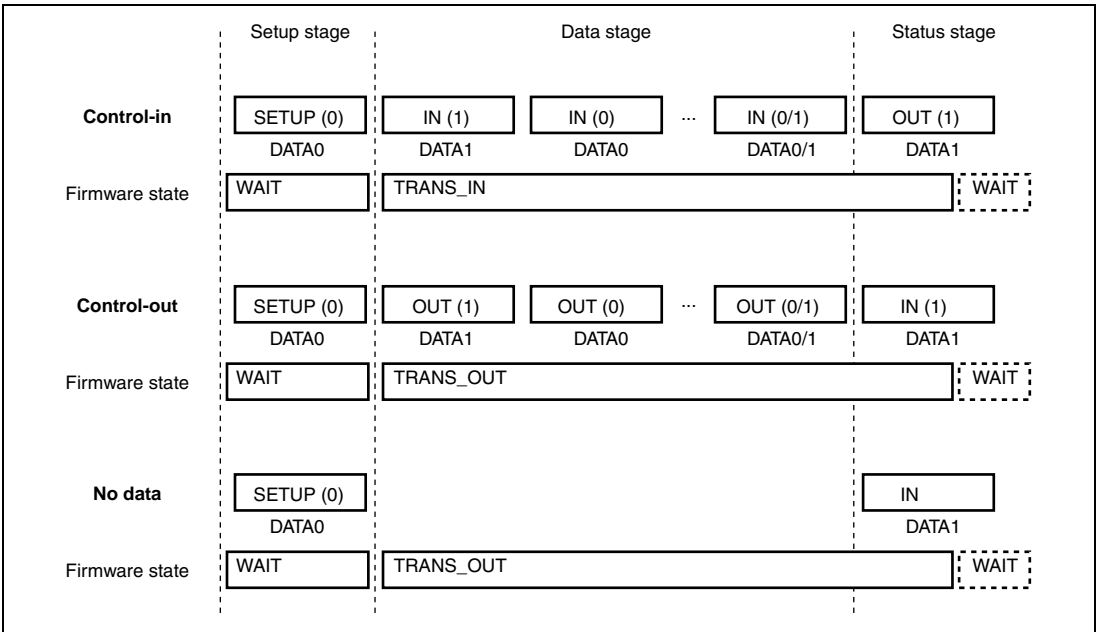 Setup stage Data stage Status stage
Control-in SETUP (0) IN (1) IN (0) ... IN (0/1) OUT (1)
DATA0 DATA1 DATA0 DATA0/1 DATA1
Firmware state WAIT TRANS_IN WAIT
Control-out SETUP (0) OUT (1) OUT (0) ... OUT (0/1) IN (1)
DATA0 DATA1 DATA0 DATA0/1 DATA1
Firmware state WAIT TRANS_OUT WAIT
No data SETUP (0) IN
DATA0 DATA1
Firmware state WAIT TRANS_OUT WAIT